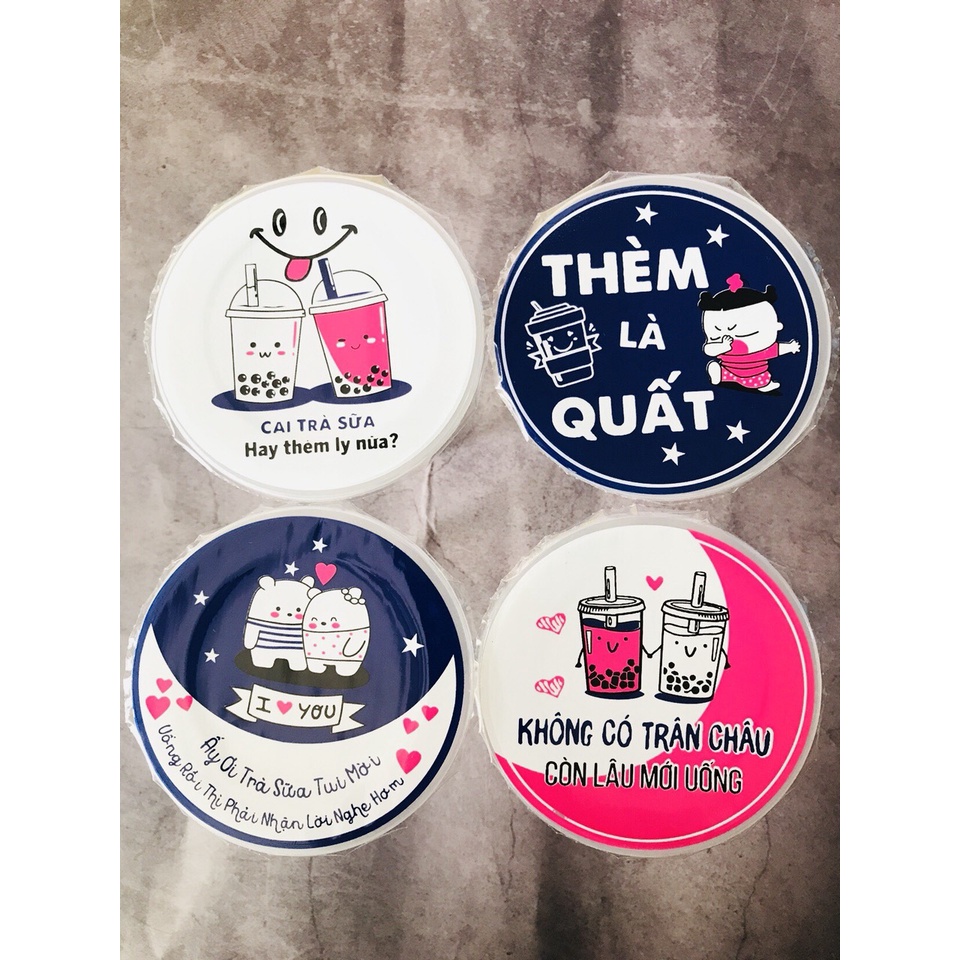 CAI TRÀ SỮA
Hay thêm ly nữa?
THÈM
LÀ
QUẤT
I YOU
Ấy Ơi Trà Sữa Tui Mời
Uống Rồi Thì Phải Nhận Lời Nghe Hơm
KHÔNG CÓ TRÂN CHÂU
CÒN LÂU MỚI UỐNG